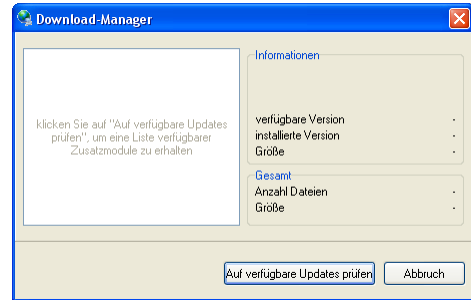 Download-Manager
klicken Sie auf "Auf verfügbare Updates
prüfen", um eine Liste verfügbarer
Zusatzmodule zu erhalten
Informationen
verfügbare Version -
installierte Version -
Größe -
Gesamt
Anzahl Dateien -
Größe -
Auf verfügbare Updates prüfen
Abbruch